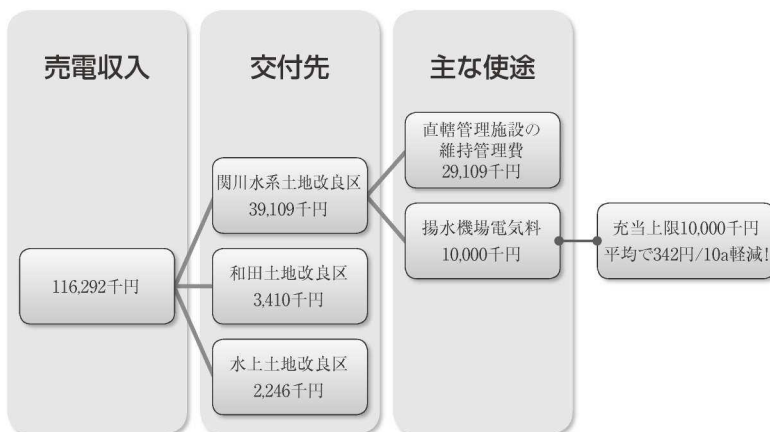 売電収入
116,292千円
交付先
関川水系土地改良区
39,109千円
和田土地改良区
3,410千円
水上土地改良区
2,246千円
主な使途
直轄管理施設の
維持管理費
29,109千円
揚水機場電気料
10,000千円
充当上限10,000千円
平均で342円/10a軽減!